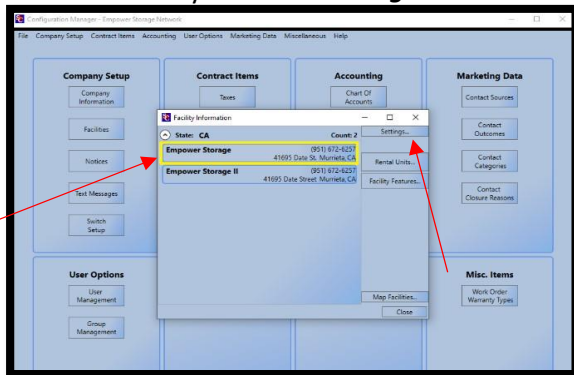 Configuration Manager - Empower Storage Network
File Company Setup Contract Items Accounting User Options Marketing Data Miscellaneous Help
Company Setup
Company
Information
Facilities
Notices
Text Messages
Switch
Setup
Contract Items
Taxes
Accounting
Chart Of
Accounts
Marketing Data
Contact Sources
Contact
Outcomes
Contact
Categories
Contact
Closure Reasons
Facility Information
State: CA Count: 2
Empower Storage (951) 672-6257
41695 Date St. Murrieta, CA
Empower Storage II (951) 672-6257
41695 Date Street Murrieta, CA
Settings...
Rental Units...
Facility Features...
Map Facilities...
Close
User Options
User
Management
Group
Management
Misc. Items
Work Order
Warranty Types